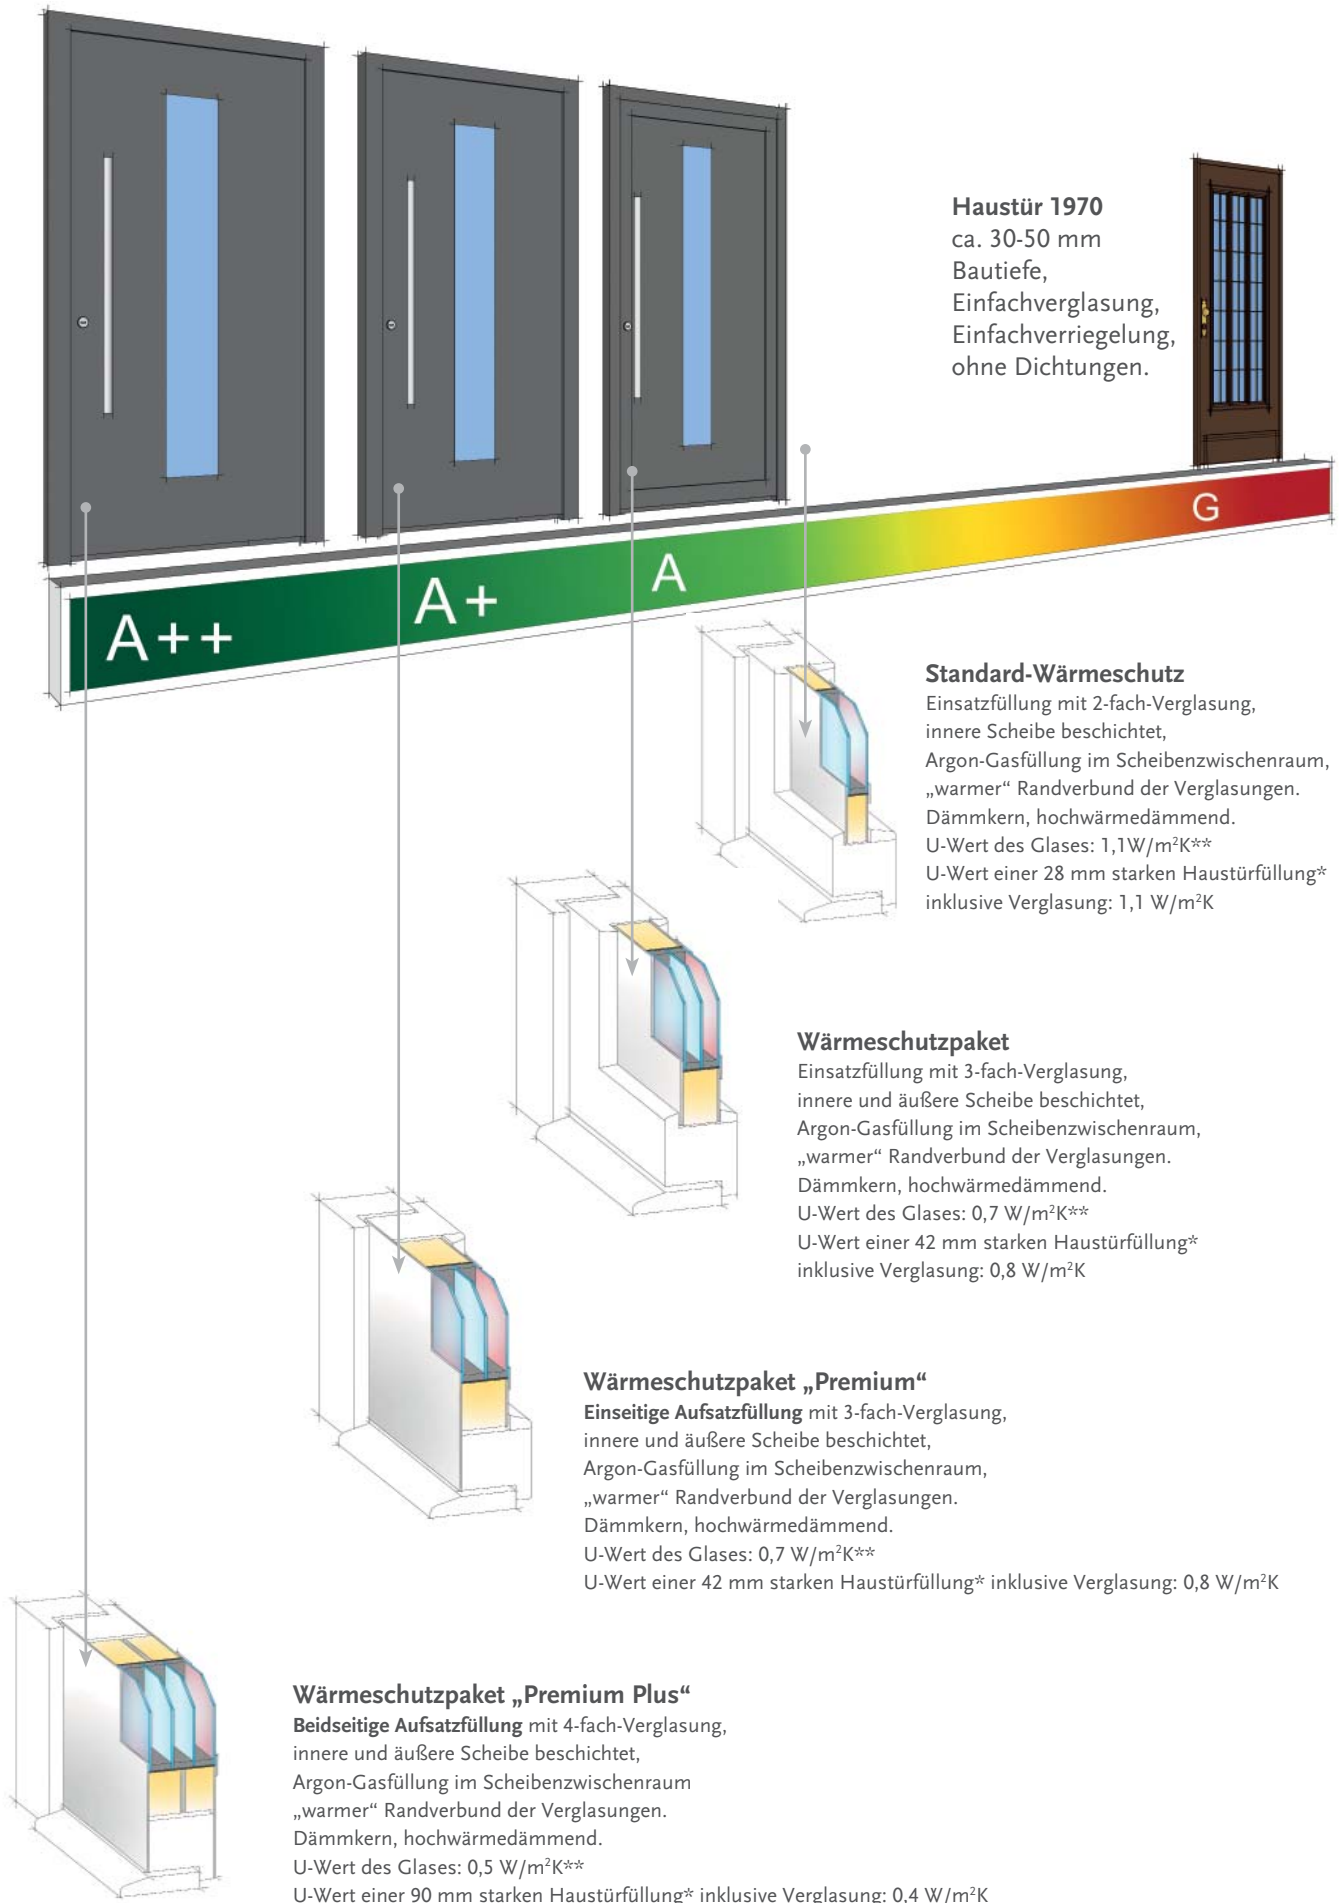 Haustür 1970
ca. 30-50 mm
Bautiefe,
Einfachverglasung,
Einfachverriegelung,
ohne Dichtungen.
G
A
A+
A++
Standard-Wärmeschutz
Einsatzfüllung mit 2-fach-Verglasung,
innere Scheibe beschichtet,
Argon-Gasfüllung im Scheibenzwischenraum,
„warmer“ Randverbund der Verglasungen.
Dämmkern, hochwärmedämmend.
U-Wert des Glases: 1,1W/m²K**
U-Wert einer 28 mm starken Haustürfüllung*
inklusive Verglasung: 1,1 W/m²K
Wärmeschutzpaket
Einsatzfüllung mit 3-fach-Verglasung,
innere und äußere Scheibe beschichtet,
Argon-Gasfüllung im Scheibenzwischenraum,
„warmer“ Randverbund der Verglasungen.
Dämmkern, hochwärmedämmend.
U-Wert des Glases: 0,7 W/m²K**
U-Wert einer 42 mm starken Haustürfüllung*
inklusive Verglasung: 0,8 W/m²K
Wärmeschutzpaket „Premium“
Einseitige Aufsatzfüllung mit 3-fach-Verglasung,
innere und äußere Scheibe beschichtet,
Argon-Gasfüllung im Scheibenzwischenraum,
„warmer“ Randverbund der Verglasungen.
Dämmkern, hochwärmedämmend.
U-Wert des Glases: 0,7 W/m²K**
U-Wert einer 42 mm starken Haustürfüllung* inklusive Verglasung: 0,8 W/m²K
Wärmeschutzpaket „Premium Plus“
Beidseitige Aufsatzfüllung mit 4-fach-Verglasung,
innere und äußere Scheibe beschichtet,
Argon-Gasfüllung im Scheibenzwischenraum
„warmer“ Randverbund der Verglasungen.
Dämmkern, hochwärmedämmend.
U-Wert des Glases: 0,5 W/m²K**
U-Wert einer 90 mm starken Haustürfüllung* inklusive Verglasung: 0,4 W/m²K